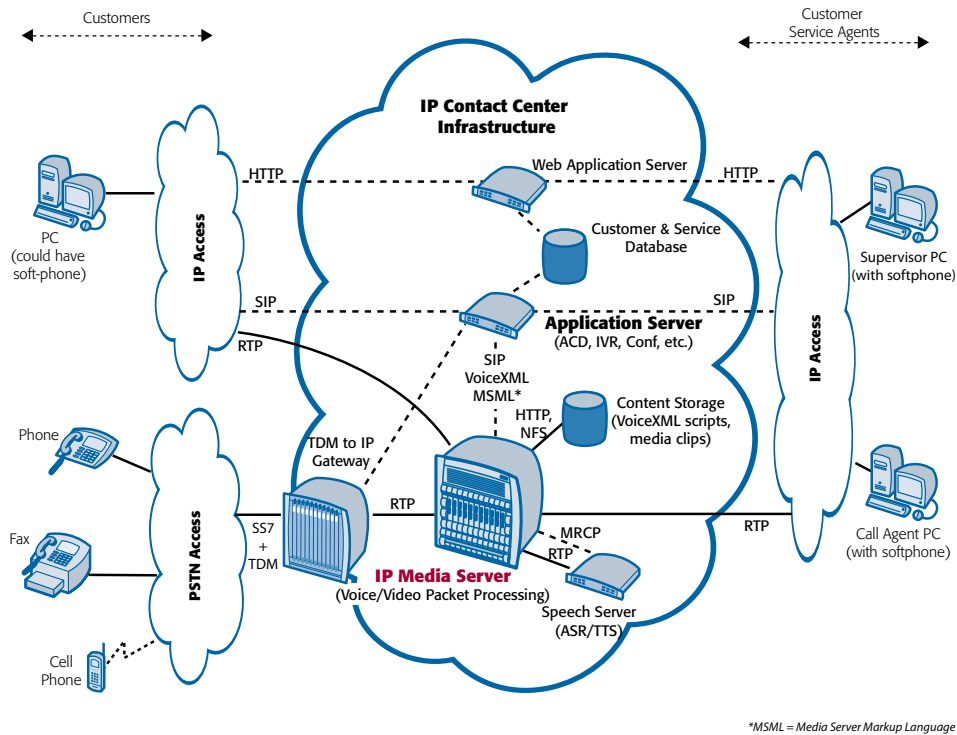 Customers
Customer
Service Agents
IP Contact Center
Infrastructure
Web Application Server
HTTP
HTTP
PC
(could have
soft-phone)
IP Access
Customer & Service
Database
Supervisor PC
(with softphone)
SIP
SIP
Application Server
(ACD, IVR, Conf, etc.)
RTP
SIP
VoiceXML
MSML*
IP Access
HTTP,
NFS
Content Storage
(VoiceXML scripts,
media clips)
Phone
TDM to IP
Gateway
RTP
RTP
Fax
PSTN Access
SS7
+
TDM
MRCP
RTP
Call Agent PC
(with softphone)
IP Media Server
(Voice/Video Packet Processing)
Speech Server
(ASR/TTS)
Cell
Phone
*MSML = Media Server Markup Language